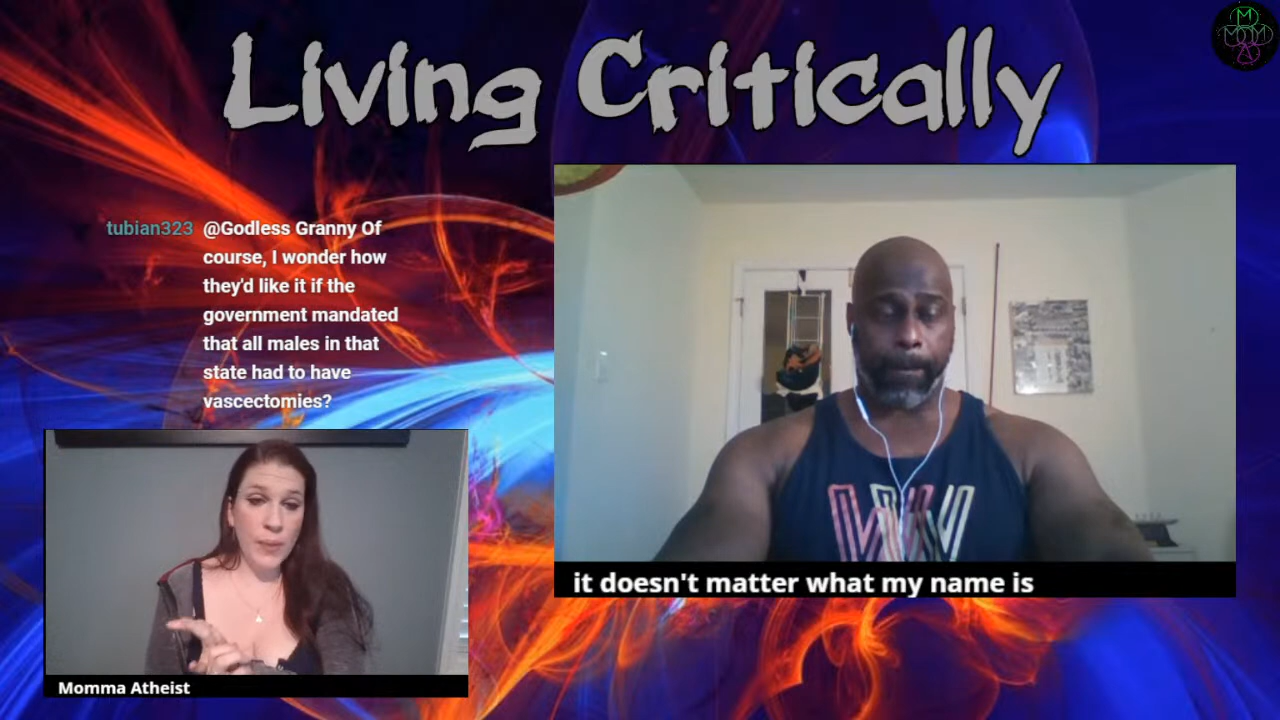 Living Critically
tubian323 @Godless Granny Of
course, I wonder how
they'd like it if the
government mandated
that all males in that
state had to have
vascectomies?
it doesn't matter what my name is
Momma Atheist